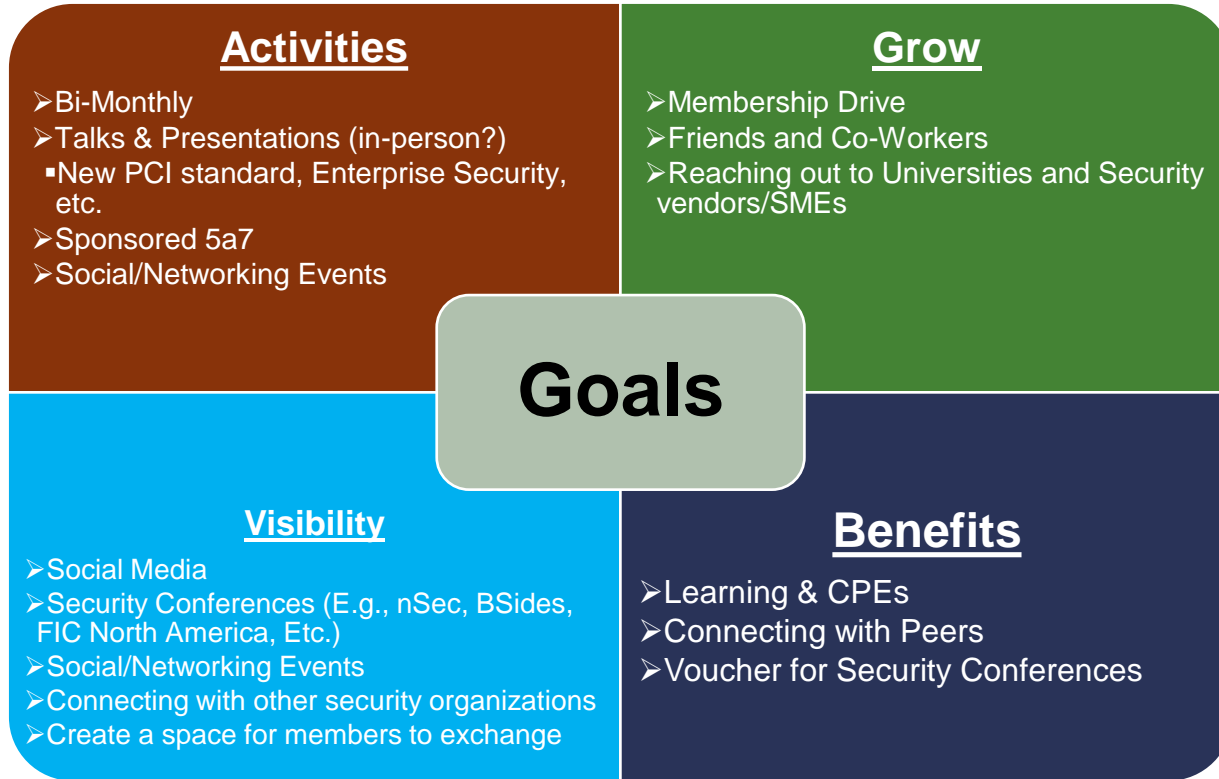 Activities
➢Bi-Monthly
➢Talks & Presentations (in-person?)
▪New PCI standard, Enterprise Security,
etc.
➢Sponsored 5a7
➢Social/Networking Events
Grow
➢Membership Drive
➢Friends and Co-Workers
➢Reaching out to Universities and Security
vendors/SMEs
Goals
Visibility
➢Social Media
➢Security Conferences (E.g., nSec, BSides,
FIC North America, Etc.)
➢Social/Networking Events
➢Connecting with other security organizations
➢Create a space for members to exchange
Benefits
➢Learning & CPEs
➢Connecting with Peers
➢Voucher for Security Conferences